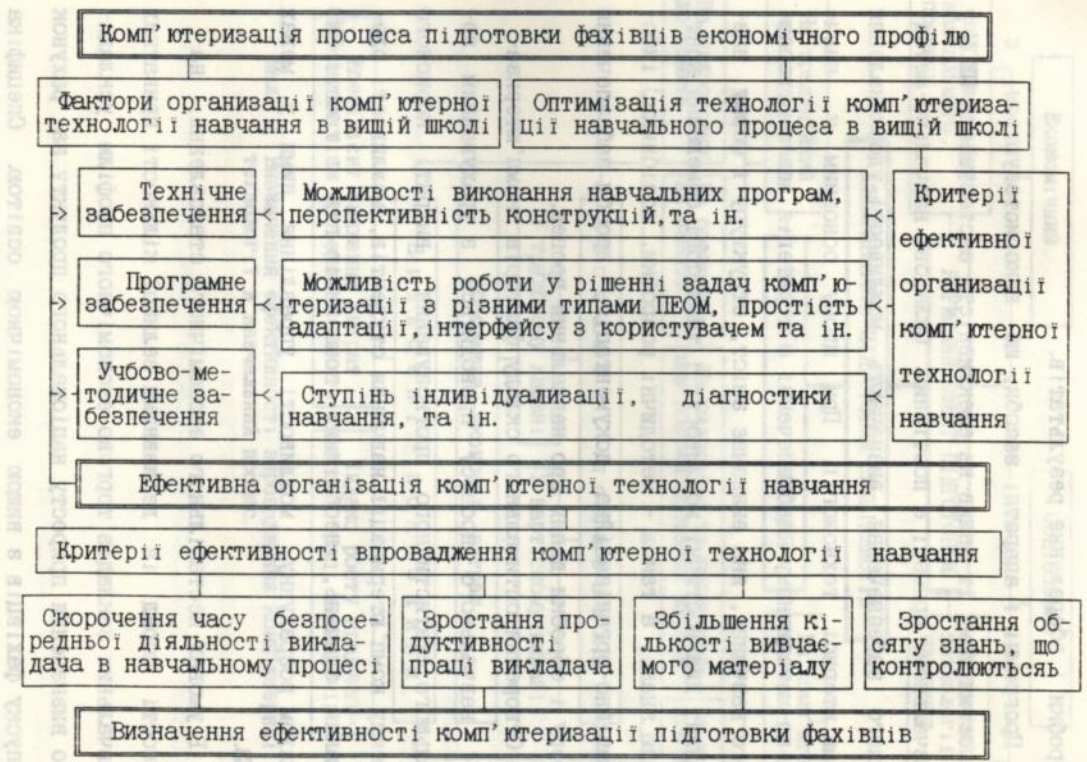 Комп'ютеризація процеса підготовки фахівців економічного профілю
Фактори организації комп'ютерної
технології навчання в вищій школі
Оптимізація технології комп'ютериза-
ції навчального процеса в вищій школі
Технічне
забезпечення
Можливості виконання навчальних програм,
перспективність конструкцій,та ін.
Програмне
забезпечення
Можливість роботи у рішенні задач комп'ю-
теризації з різними типами ПЕОМ, простість
адаптації,інтерфейсу з користувачем та ін.
Учбово-ме-
тодичне за-
безпечення
Ступінь індивідуализації, діагностики
навчання, та ін.
Критерії
ефективної
организації
комп'ютерної
технології
навчання
Ефективна організація комп'ютерної технології навчання
Критерії ефективності впровадження комп'ютерної технології навчання
Скорочення часу безпосе-
редньої діяльності викла-
дача в навчальному процесі
Зростання про-
дуктивності
праці викладача
Збільшення кі-
лькості вивчає-
мого матеріалу
Зростання об-
сягу знань, що
контролюютьсяь
Визначення ефективності комп'ютеризації підготовки фахівців